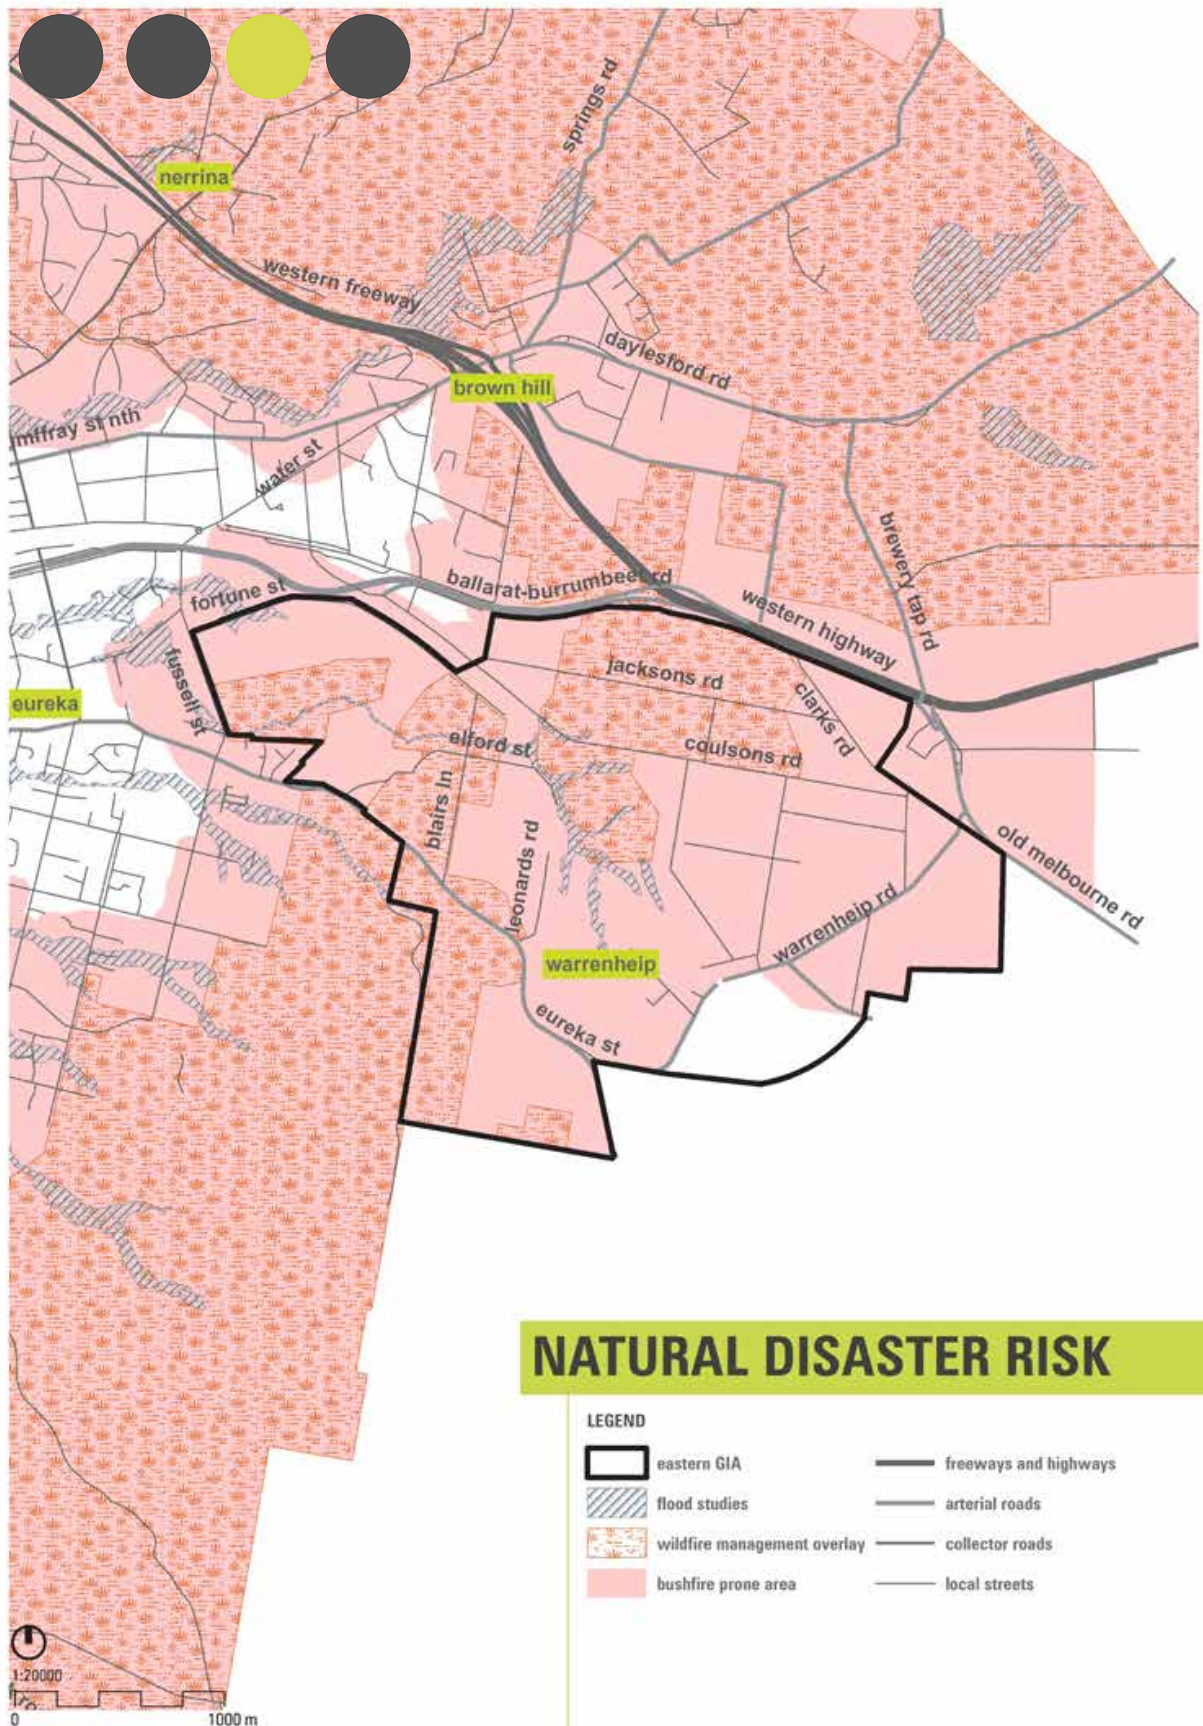 springs rd
nerrina
western freeway
daylesford rd
brown hill
water st
brewery tap rd
fortune st
ballarat-burrumbeet rd
western highway
fussell st
jacksons rd
clarks rd
eureka
elford st
coulsons rd
blairs ln
leonards rd
old melbourne rd
warrenheip rd
warrenheip
eureka st
NATURAL DISASTER RISK
LEGEND
eastern GIA
flood studies
wildfire management overlay
bushfire prone area
freeways and highways
arterial roads
collector roads
local streets
1:20000
0 1000 m